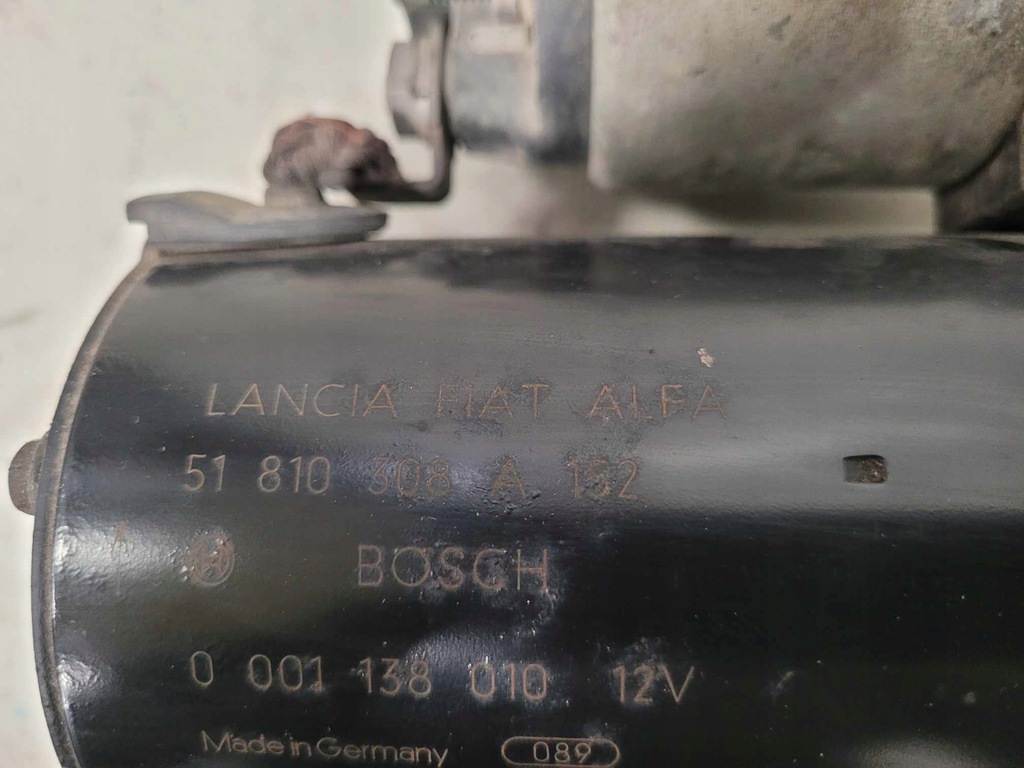 LANCIA FIAT ALFA
51 810 308 A 152
BOSCH
0 001 138 010 12V
Made in Germany 089